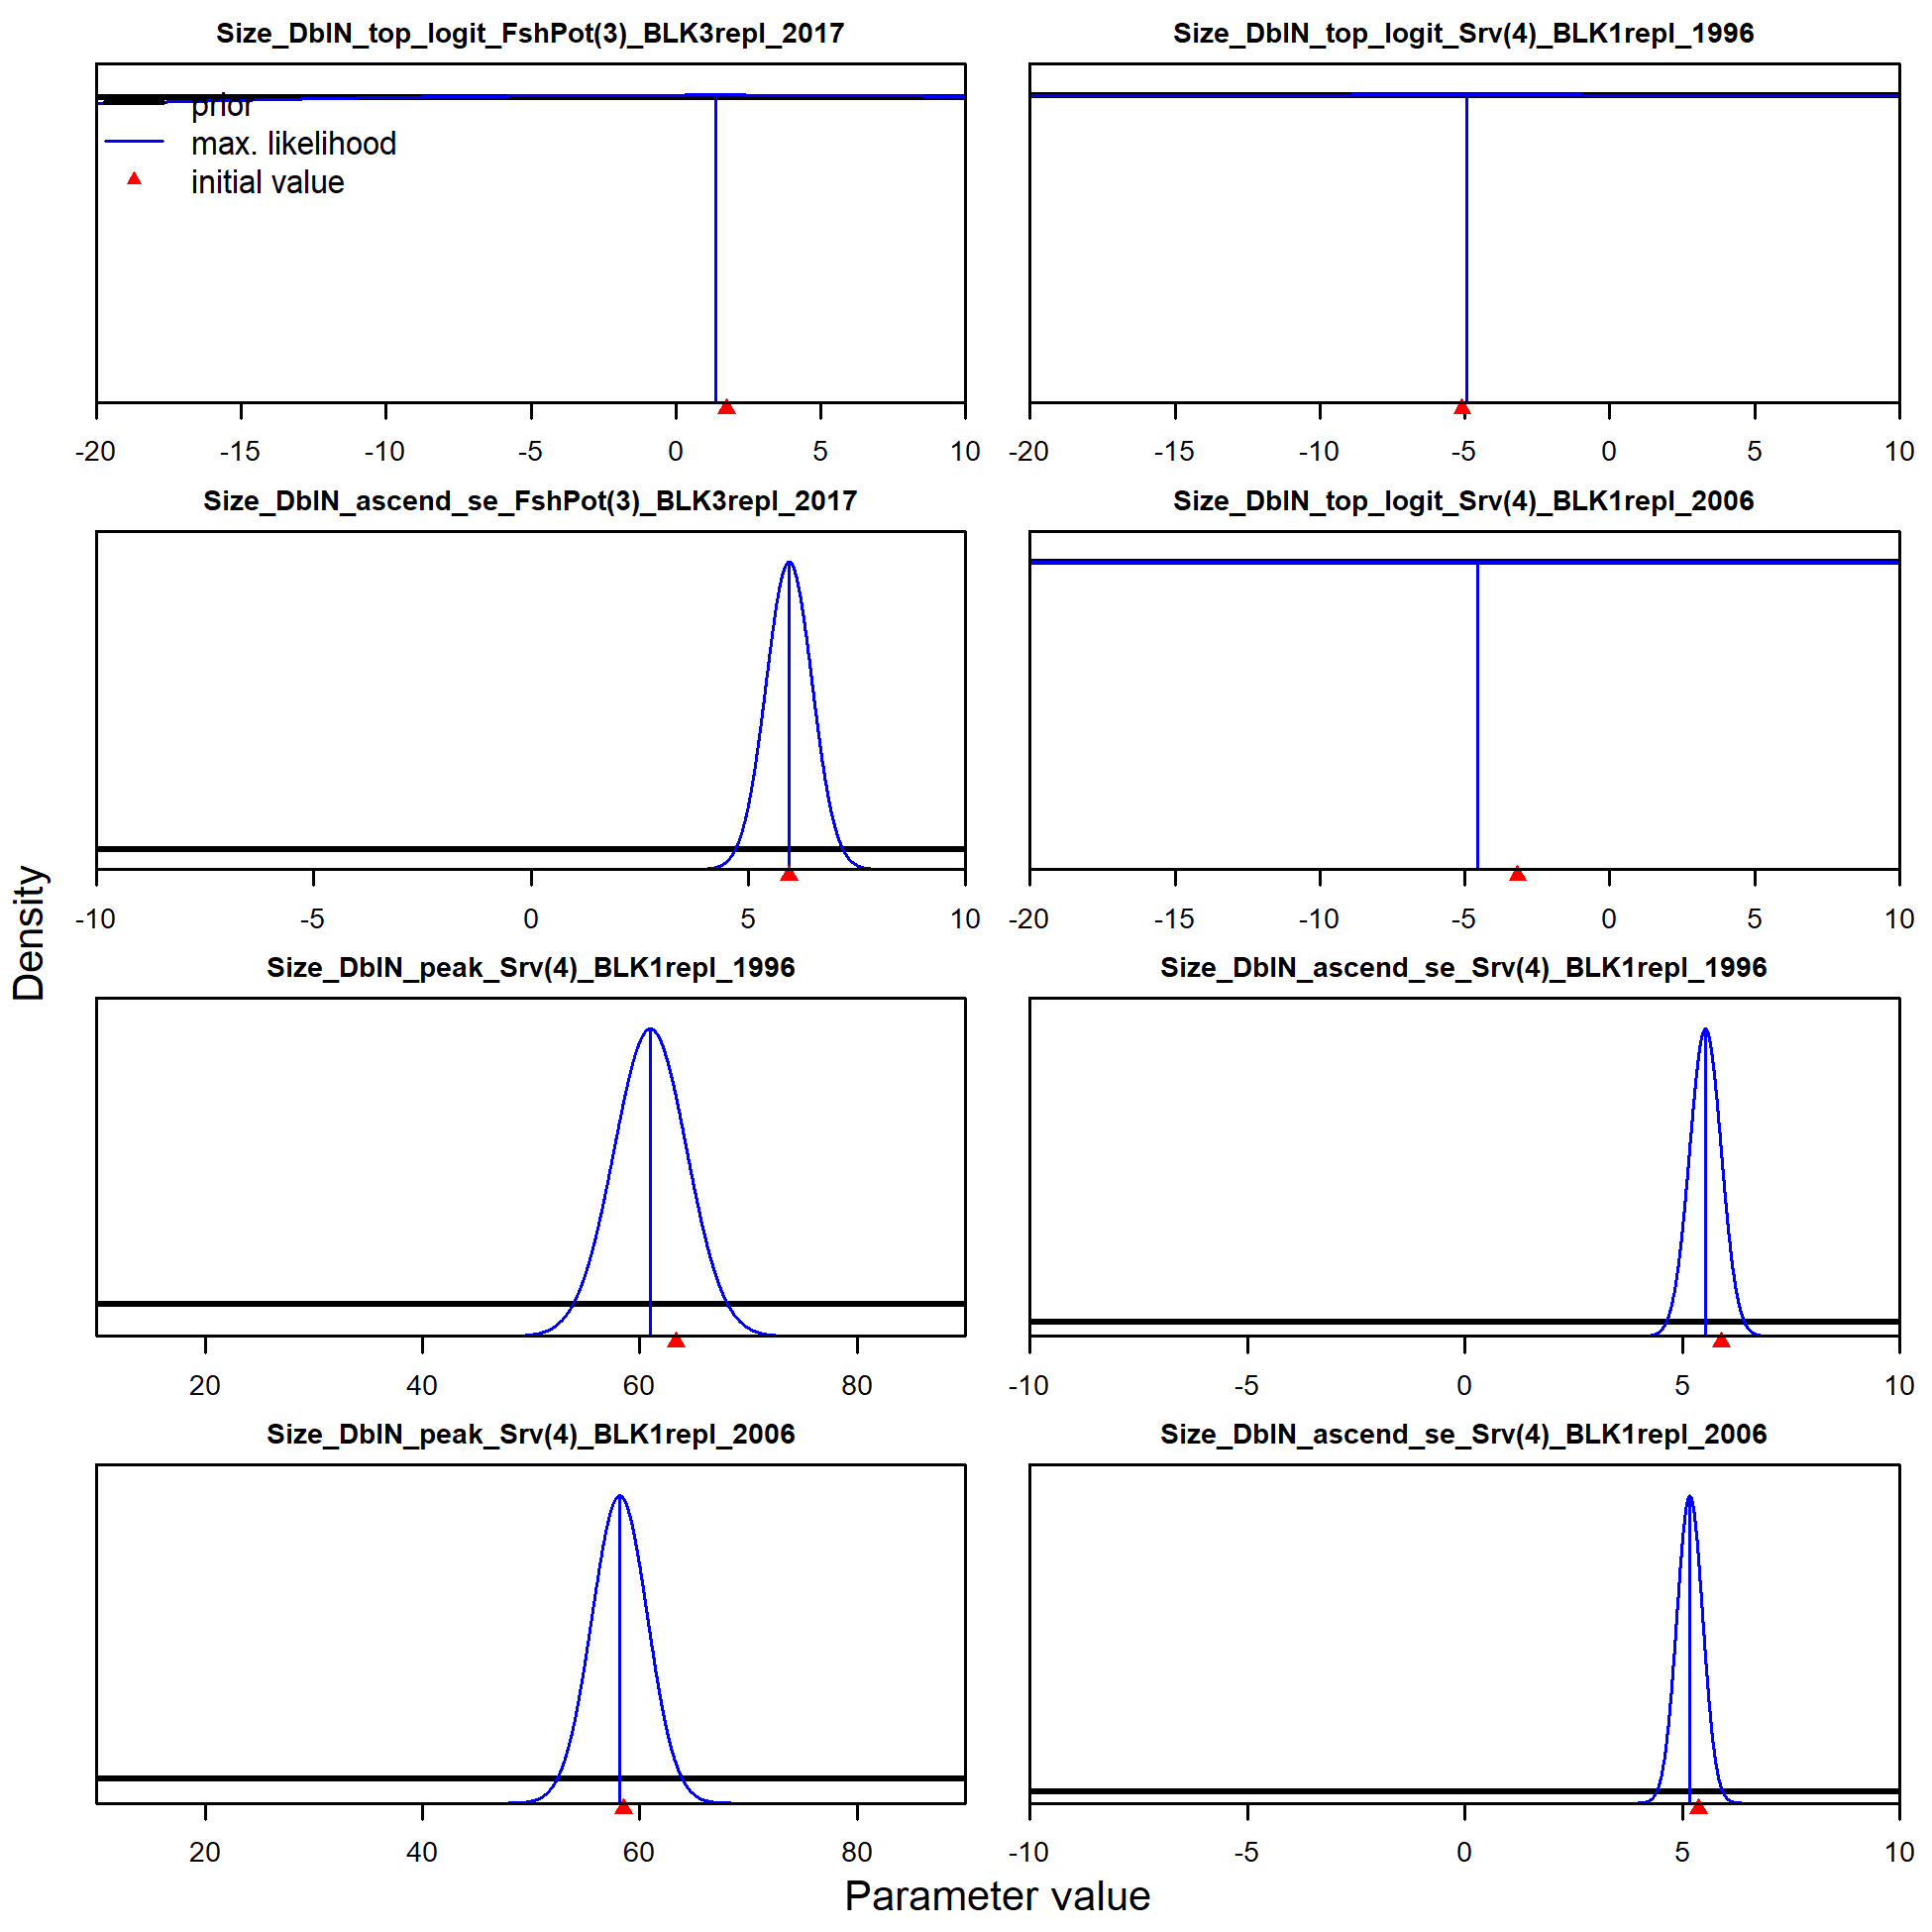 Size_DblN_top_logit_FshPot(3)_BLK3repl_2017
prior
max. likelihood
initial value
-20 -15 -10 -5 0 5 10
Size_DblN_top_logit_Srv(4)_BLK1repl_1996
-20 -15 -10 -5 0 5 10
Size_DblN_ascend_se_FshPot(3)_BLK3repl_2017
-10 -5 0 5 10
Size_DblN_top_logit_Srv(4)_BLK1repl_2006
-20 -15 -10 -5 0 5 10
Size_DblN_peak_Srv(4)_BLK1repl_1996
20 40 60 80
Size_DblN_ascend_se_Srv(4)_BLK1repl_1996
-10 -5 0 5 10
Size_DblN_peak_Srv(4)_BLK1repl_2006
20 40 60 80
Size_DblN_ascend_se_Srv(4)_BLK1repl_2006
-10 -5 0 5 10
Density
Parameter value